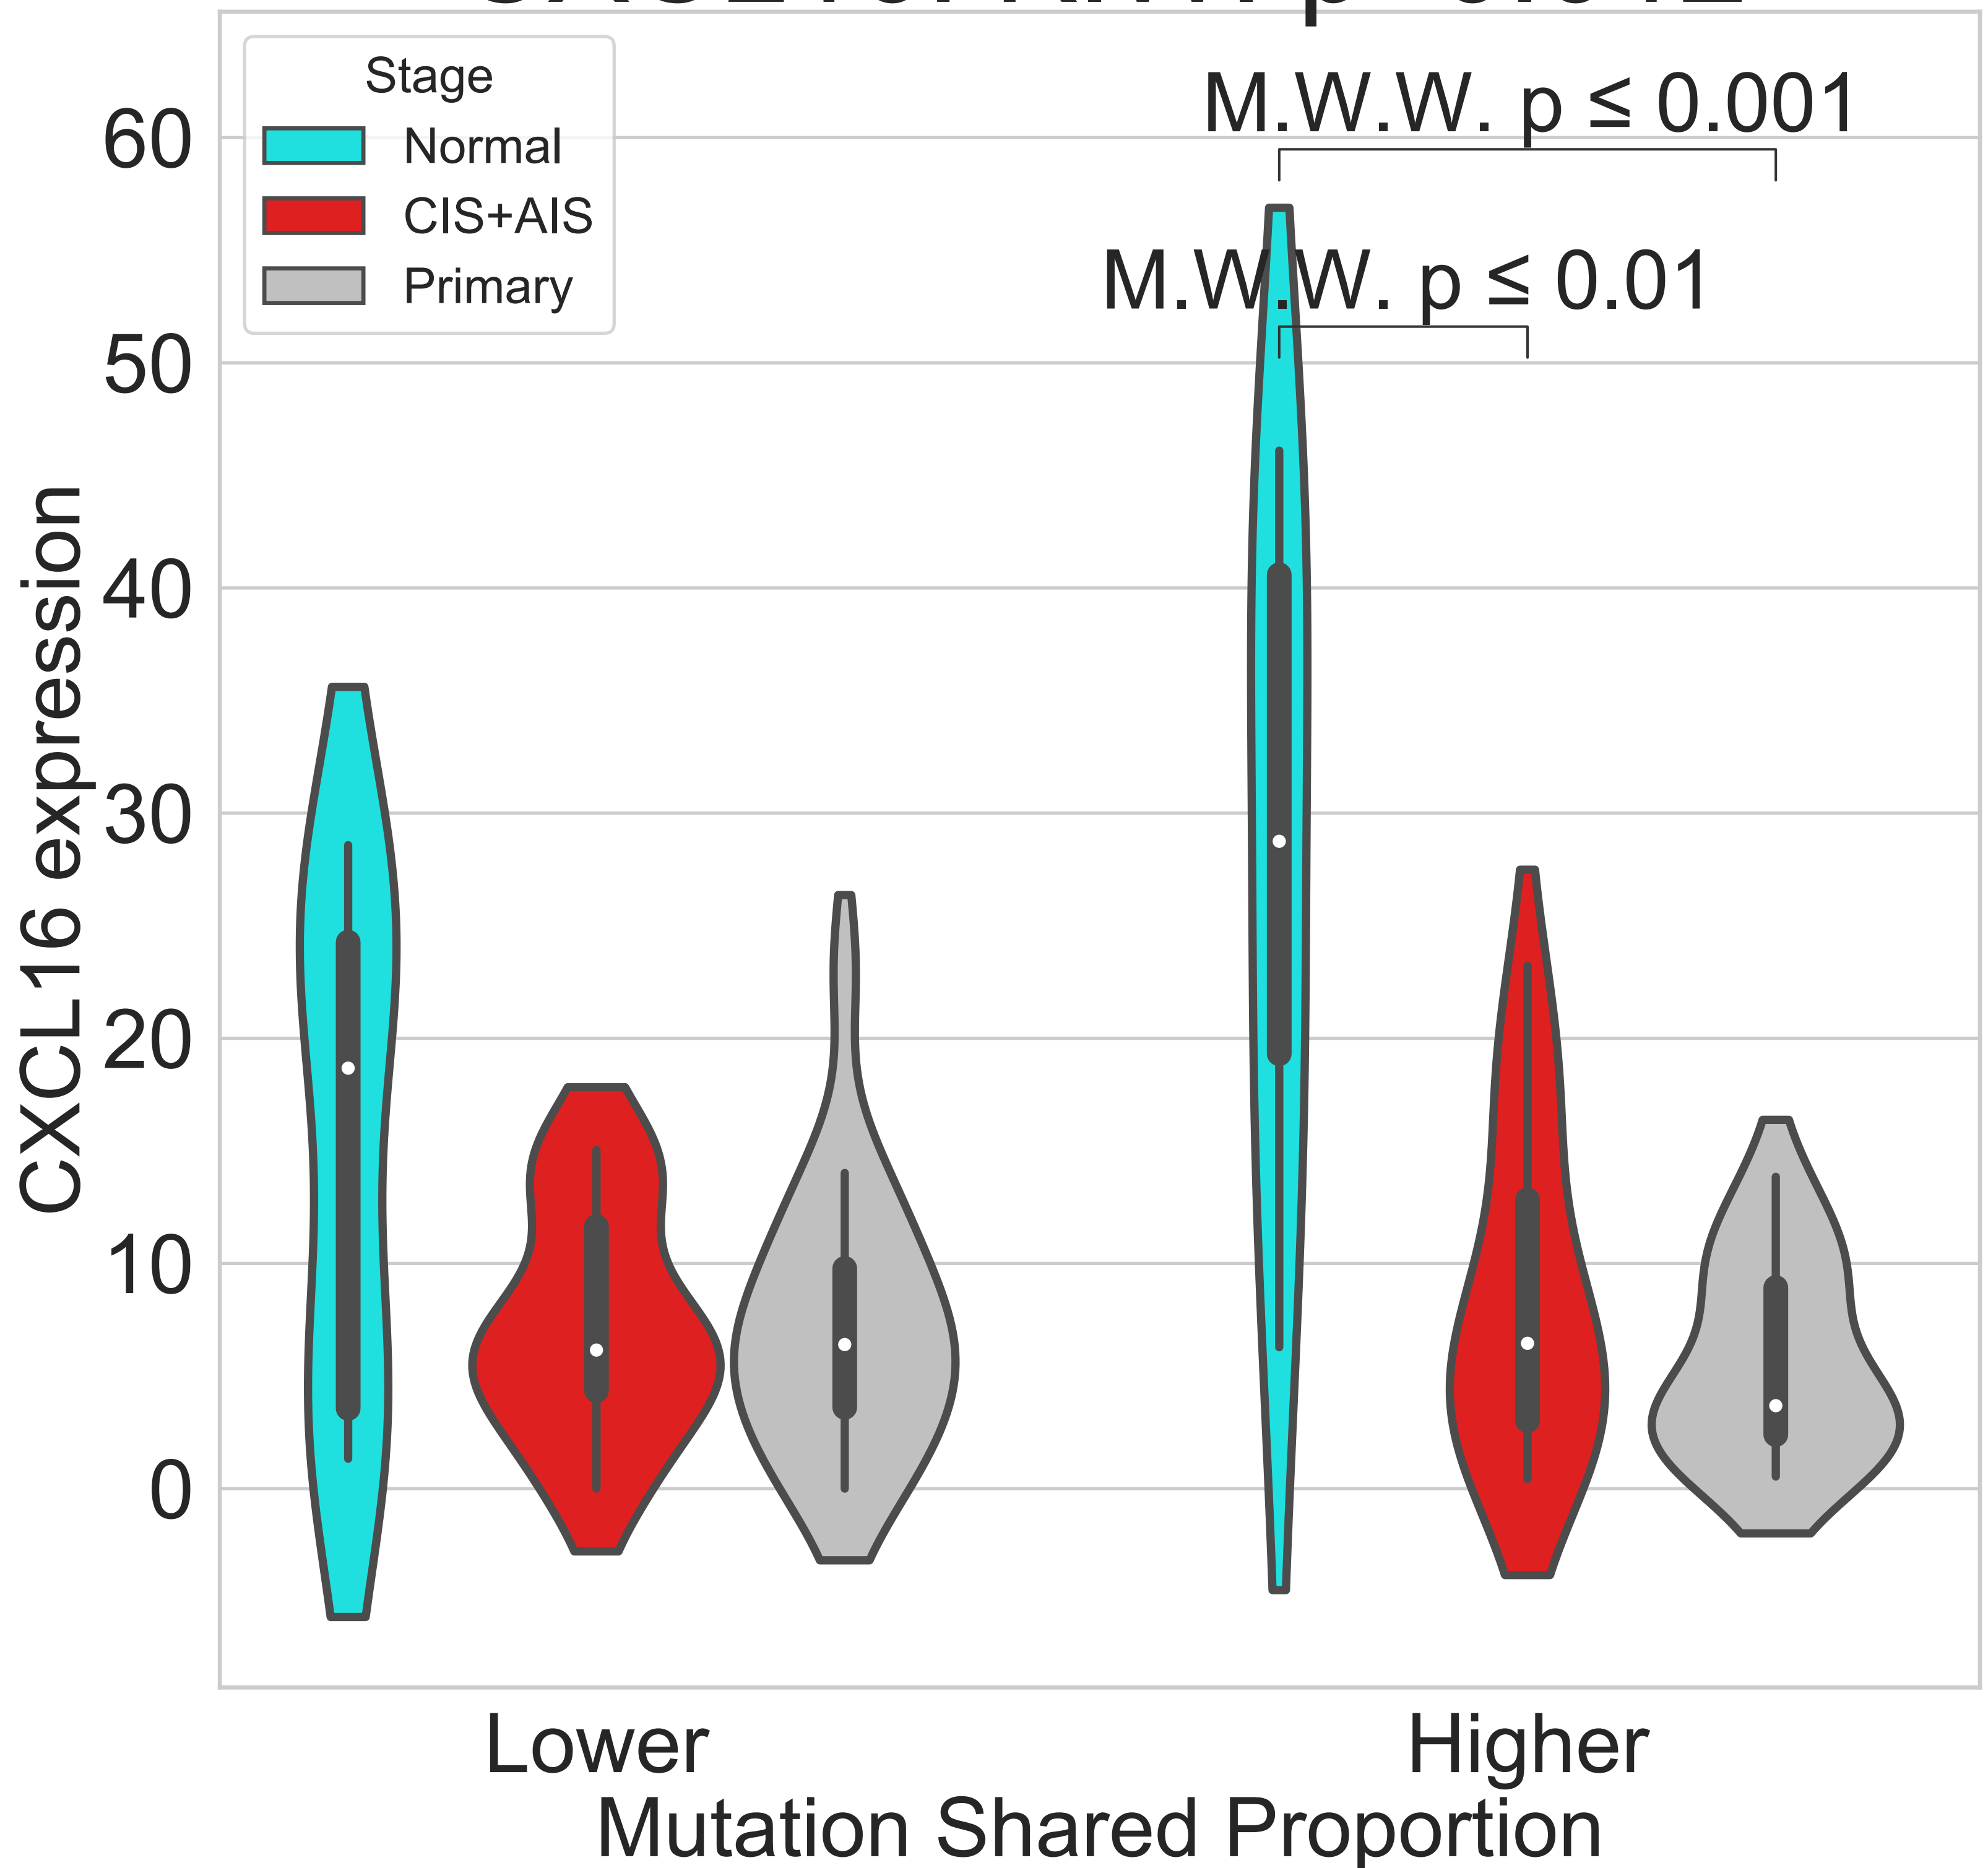 M.W.W. p ≤ 0.001
M.W.W. p ≤ 0.01
Stage
Normal
CIS+AIS
Primary
CXCL16 expression
60
50
40
30
20
10
0
Lower
Higher
Mutation Shared Proportion